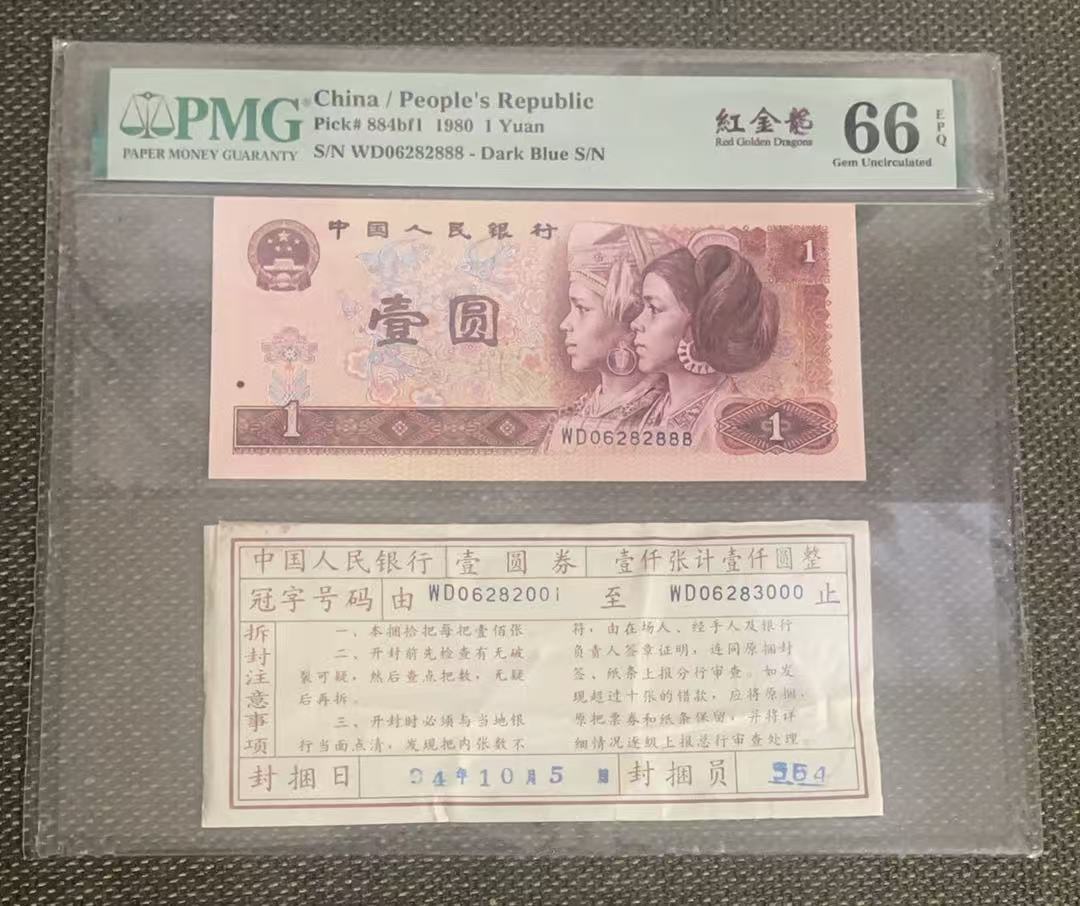 PMG
PAPER MONEY GUARANTY
China / People's Republic
Pick# 884bf1 1980 1 Yuan
S/N WD06282888 - Dark Blue S/N
紅金龍
Red Golden Dragons
66
EPQ
Gem Uncirculated
中国人民银行
1
壹圆
1
WD06282888
1
中国人民银行 壹圆券 壹仟张计壹仟圆整
冠字号码 由 WD06282001 至 WD06283000 止
拆封注意事项
一、本捆拾把每把壹佰张
二、开封前先检查有无破
裂可疑，然后查点把数，无疑
后再拆。
三、开封时必须与当地银
行当面点清，发现把内张数不
符，由在场人、经手人及银行
负责人签章证明，连同原捆封
签、纸条上报分行审查。如发
现超过十张的错款，应将原捆、
原把票券和纸条保留，并将详
细情况逐级上报总行审查处理。
封捆日 94年10月5 封捆员 364